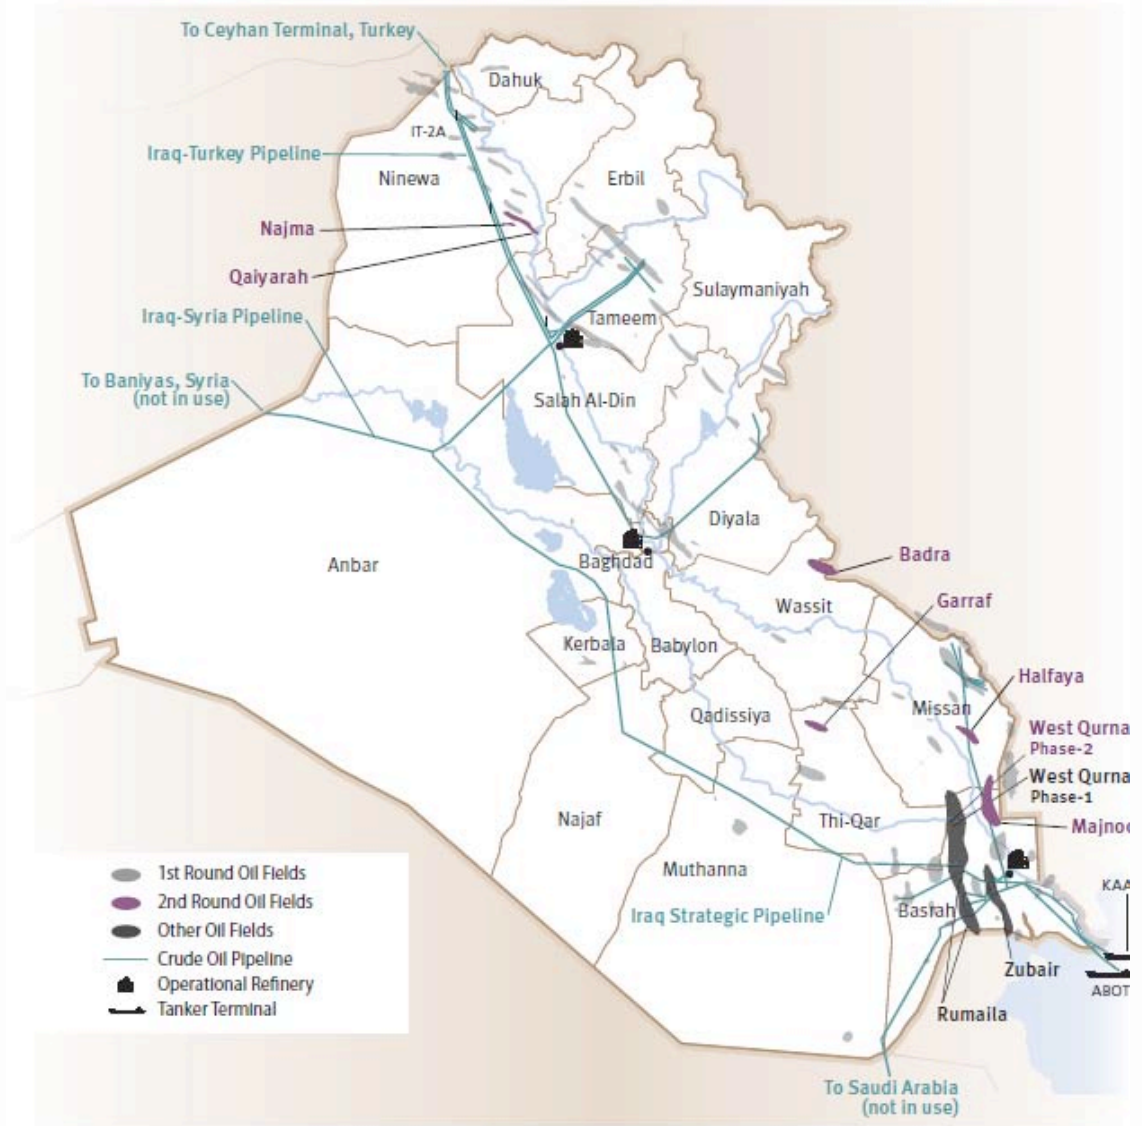 To Ceyhan Terminal, Turkey
Dahuk
IT-2A
Iraq-Turkey Pipeline
Ninewa
Erbil
Najma
Qaiyarah
Sulaymaniyah
Iraq-Syria Pipeline
Tameem
To Baniyas, Syria
(not in use)
Salah Al-Din
Diyala
Badra
Baghdad
Anbar
Garraf
Wassit
Kerbala
Babylon
Halfaya
Missan
Qadissiya
West Qurna
Phase-2
West Qurna
Phase-1
Najaf
Thi-Qar
Majnoo
Muthanna
KAA
Iraq Strategic Pipeline
Basrah
Zubair
ABOT
Rumaila
To Saudi Arabia
(not in use)
1st Round Oil Fields
2nd Round Oil Fields
Other Oil Fields
Crude Oil Pipeline
Operational Refinery
Tanker Terminal